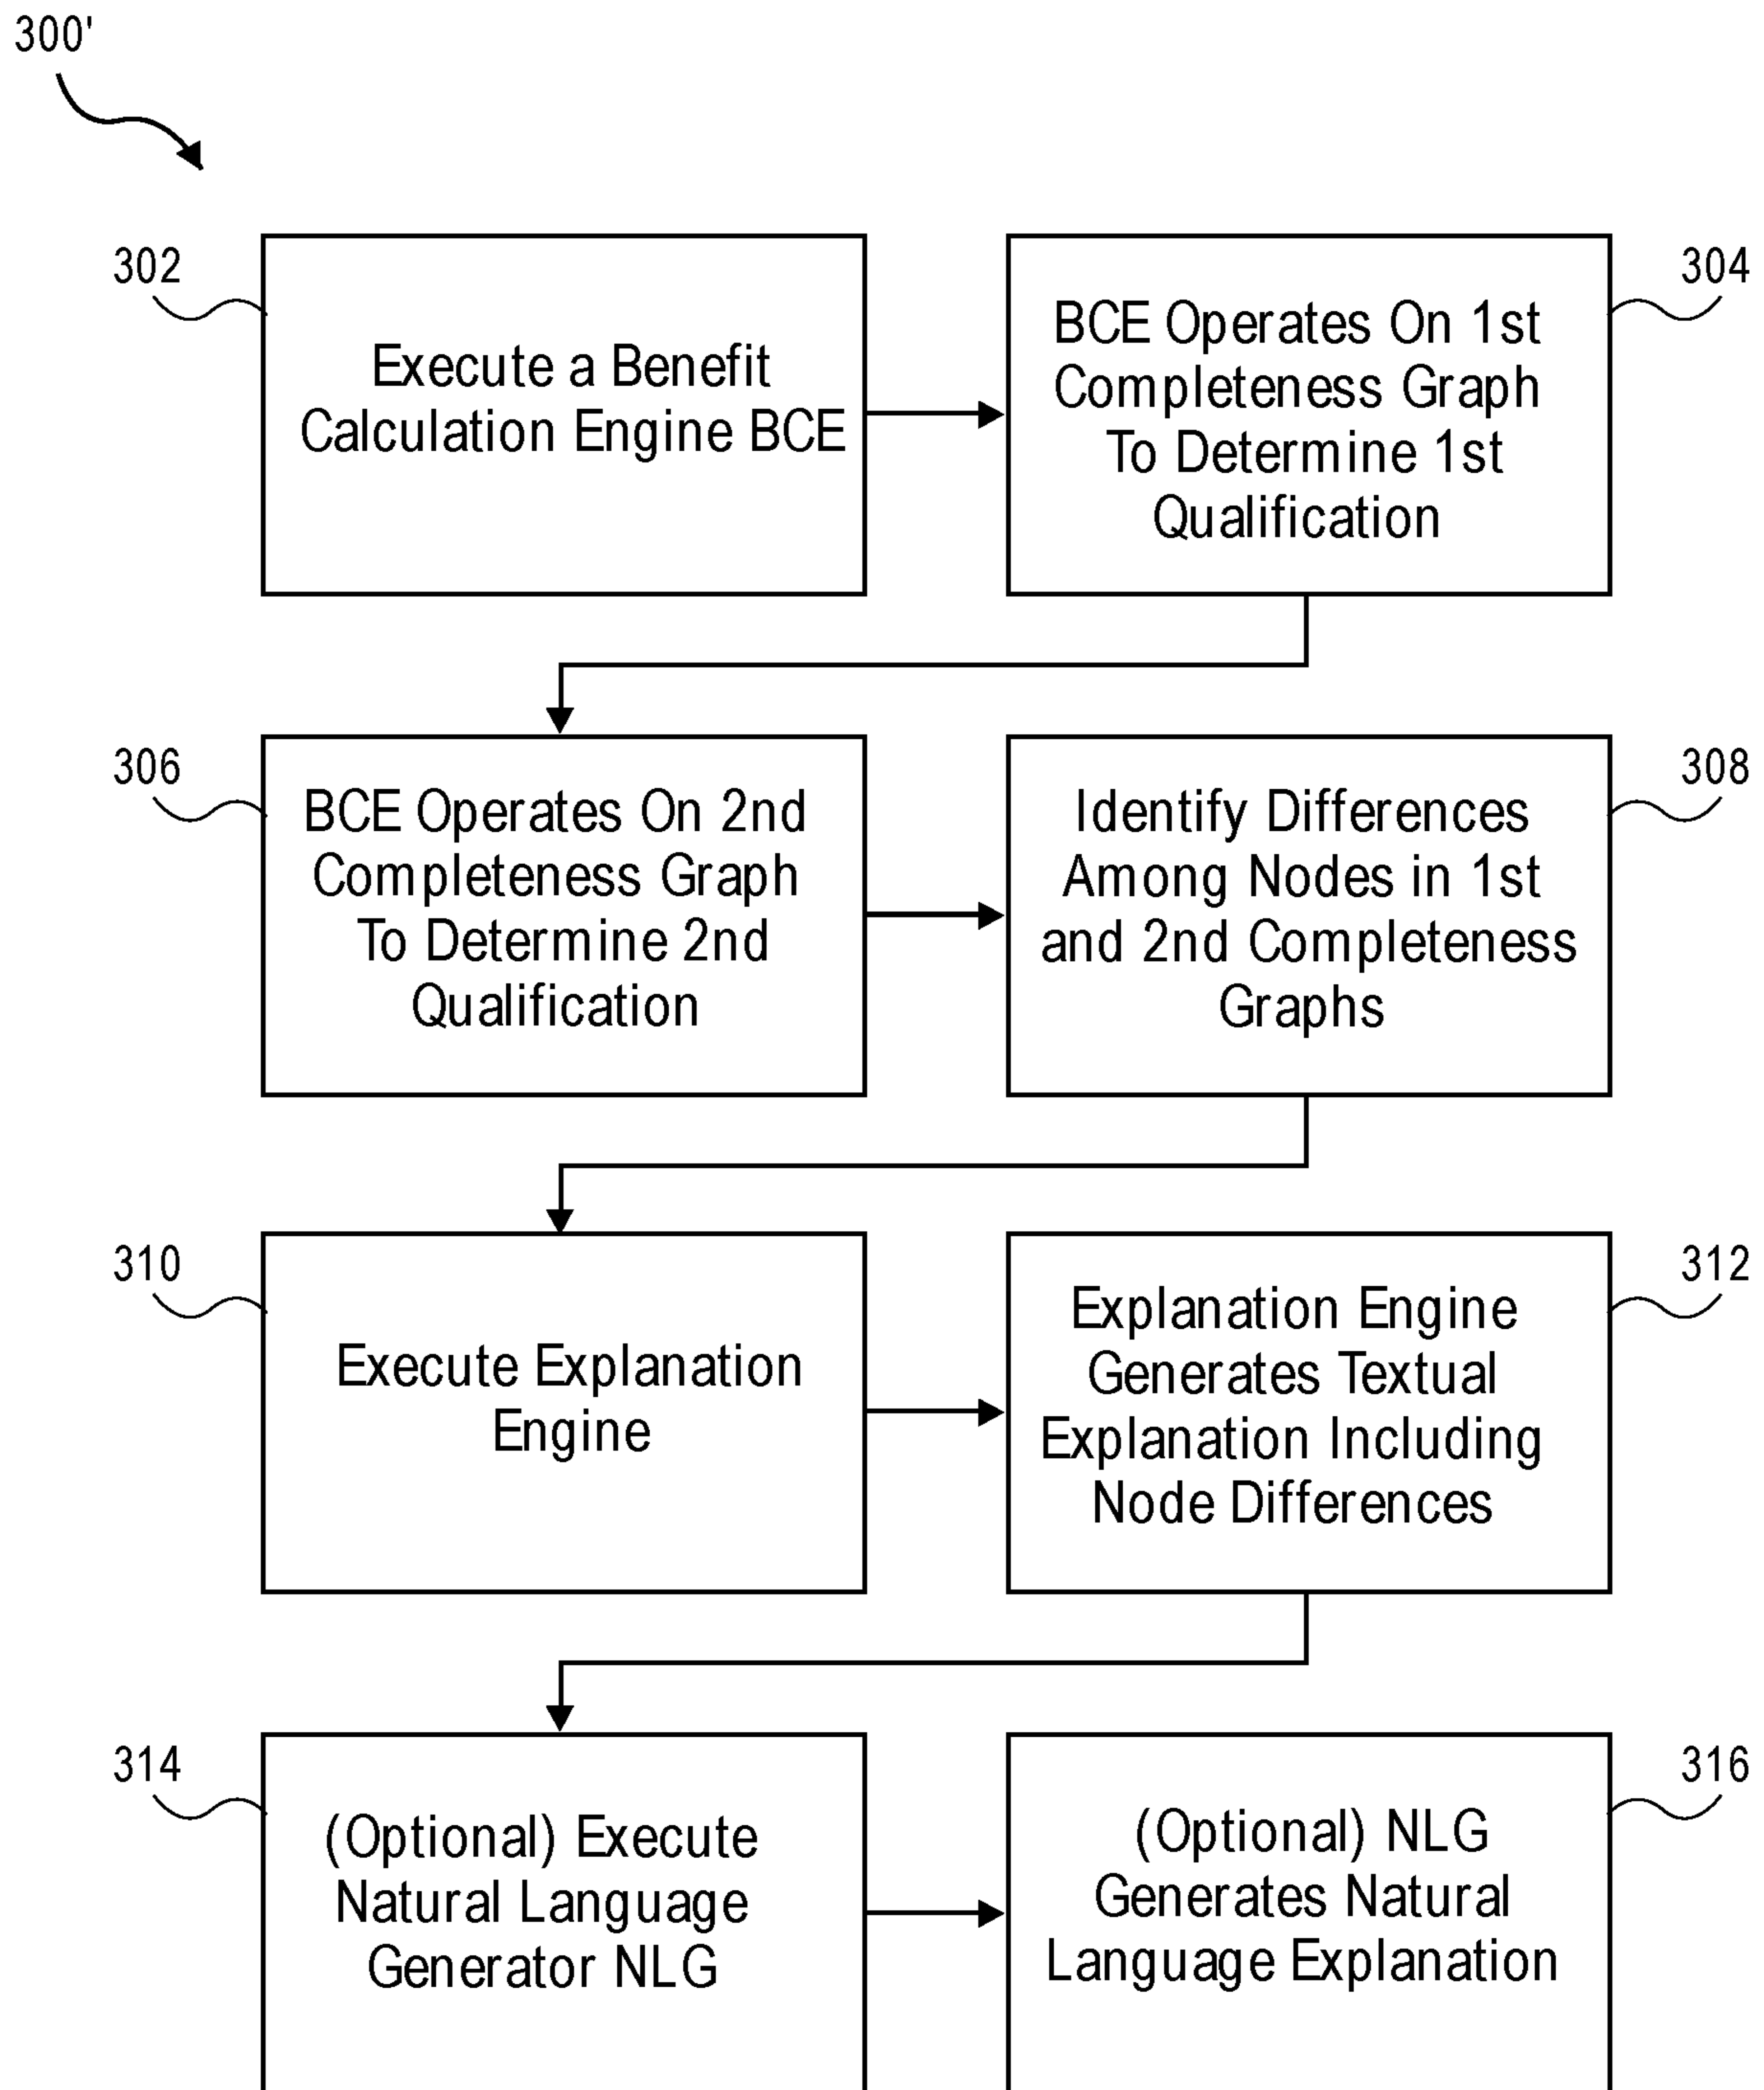 300'
302
Execute a Benefit
Calculation Engine BCE
304
BCE Operates On 1st
Completeness Graph
To Determine 1st
Qualification
306
BCE Operates On 2nd
Completeness Graph
To Determine 2nd
Qualification
308
Identify Differences
Among Nodes in 1st
and 2nd Completeness
Graphs
310
Execute Explanation
Engine
312
Explanation Engine
Generates Textual
Explanation Including
Node Differences
314
(Optional) Execute
Natural Language
Generator NLG
316
(Optional) NLG
Generates Natural
Language Explanation